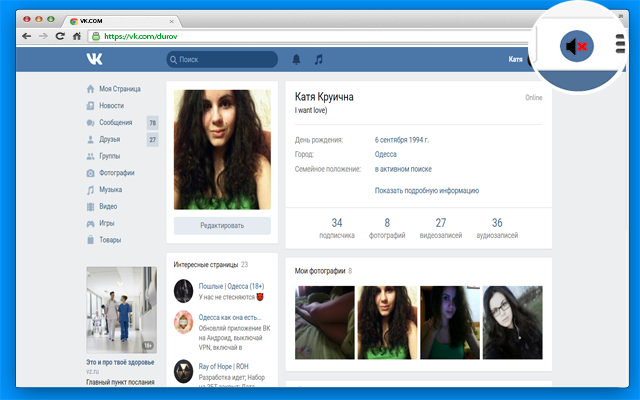 VK.COM
https://vk.com/durov
Поиск
Катя
Моя Страница
Новости
Сообщения 78
Друзья 27
Группы
Фотографии
Музыка
Видео
Игры
Товары
18+
Это и про твоё здоровье
vz.ru
Главный пункт послания
Редактировать
Интересные страницы 23
Пошлые | Одесса (18+)
У нас не стесняются
Одесса как она есть...
Обновляй приложение ВК
на Андроид, выключай
VPN, включай в
Ray of Hope | ROH
Разработка идет; Набор
Катя Круична
Online
I want love)
День рождения: 6 сентября 1994 г.
Город: Одесса
Семейное положение: в активном поиске
Показать подробную информацию
34 8 27 36
подписчика фотографий видеозаписей аудиозаписей
Мои фотографии 8